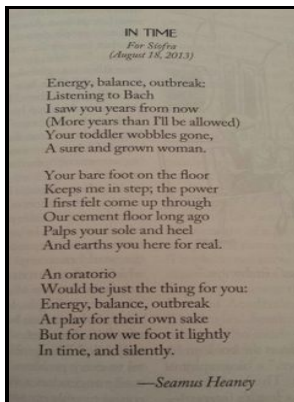 IN TIME
For Síofra
(August 18, 2013)
Energy, balance, outbreak:
Listening to Bach
I saw you years from now
(More years than I'll be allowed)
Your toddler wobbles gone,
A sure and grown woman.
Your bare foot on the floor
Keeps me in step; the power
I first felt come up through
Our cement floor long ago
Palps your sole and heel
And earths you here for real.
An oratorio
Would be just the thing for you:
Energy, balance, outbreak
At play for their own sake
But for now we foot it lightly
In time, and silently.
—Seamus Heaney